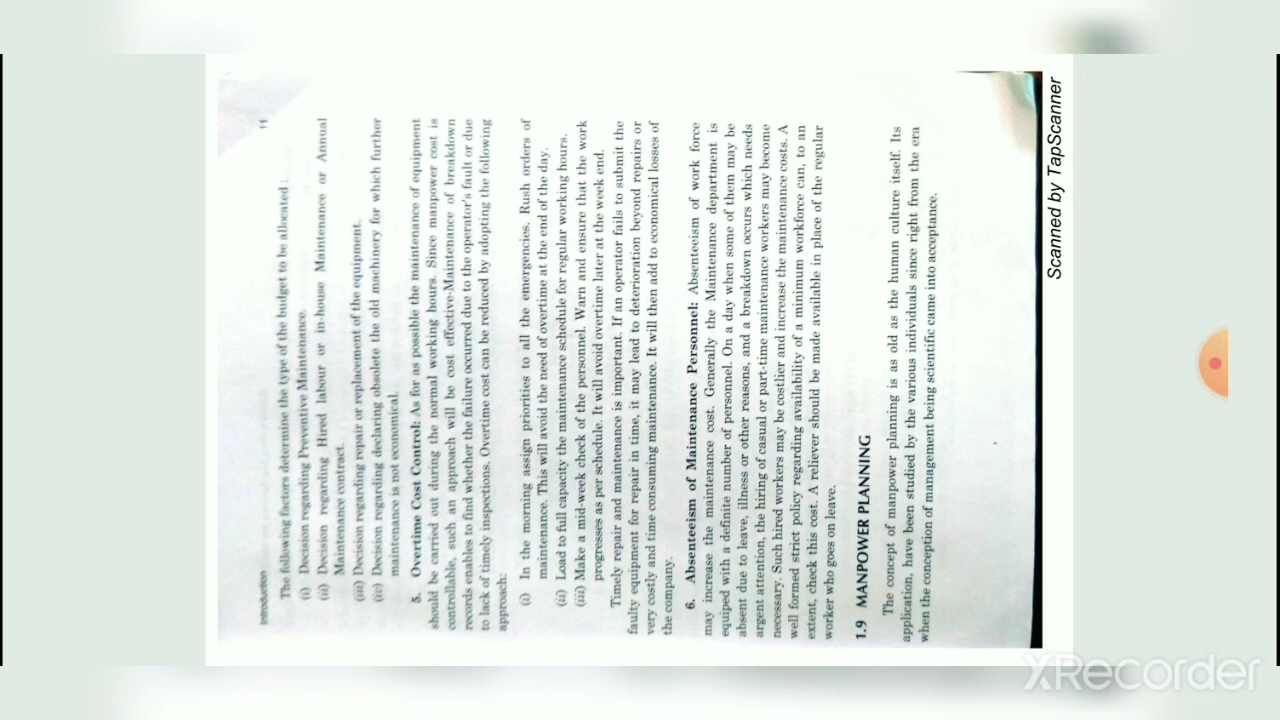 Introduction
11
The following factors determine the type of the budget to be allocated :
(i) Decision regarding Preventive Maintenance.
(ii) Decision regarding Hired labour or in-house Maintenance or Annual
Maintenance contract.
(iii) Decision regarding repair or replacement of the equipment.
(iv) Decision regarding declaring obsolete the old machinery for which further
maintenance is not economical.
5. Overtime Cost Control: As for as possible the maintenance of equipment
should be carried out during the normal working hours. Since manpower cost is
controllable, such an approach will be cost effective-Maintenance of breakdown
records enables to find whether the failure occurred due to the operator's fault or due
to lack of timely inspections. Overtime cost can be reduced by adopting the following
approach:
(i) In the morning assign priorities to all the emergencies. Rush orders of
maintenance. This will avoid the need of overtime at the end of the day.
(ii) Load to full capacity the maintenance schedule for regular working hours.
(iii) Make a mid-week check of the personnel. Warn and ensure that the work
progresses as per schedule. It will avoid overtime later at the week end.
Timely repair and maintenance is important. If an operator fails to submit the
faulty equipment for repair in time, it may lead to deterioration beyond repairs or
very costly and time consuming maintenance. It will then add to economical losses of
the company.
6. Absenteeism of Maintenance Personnel: Absenteeism of work force
may increase the maintenance cost. Generally the Maintenance department is
equiped with a definite number of personnel. On a day when some of them may be
absent due to leave, illness or other reasons, and a breakdown occurs which needs
argent attention, the hiring of casual or part-time maintenance workers may become
necessary. Such hired workers may be costlier and increase the maintenance costs. A
well formed strict policy regarding availability of a minimum workforce can, to an
extent, check this cost. A reliever should be made available in place of the regular
worker who goes on leave.
1.9 MANPOWER PLANNING
The concept of manpower planning is as old as the human culture itself. Its
application, have been studied by the various individuals since right from the era
when the conception of management being scientific came into acceptance.
Scanned by TapScanner
XRecorder